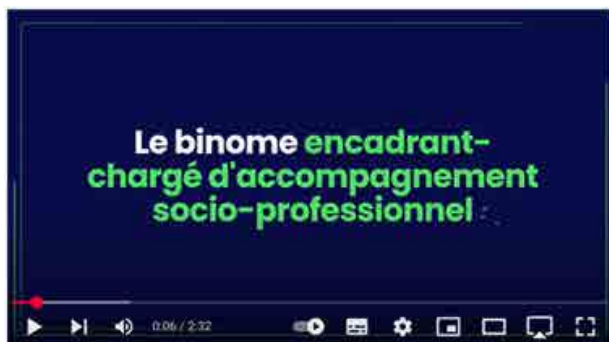 Le binome encadrant-
chargé d'accompagnement
socio-professionnel
0:06 / 2:32